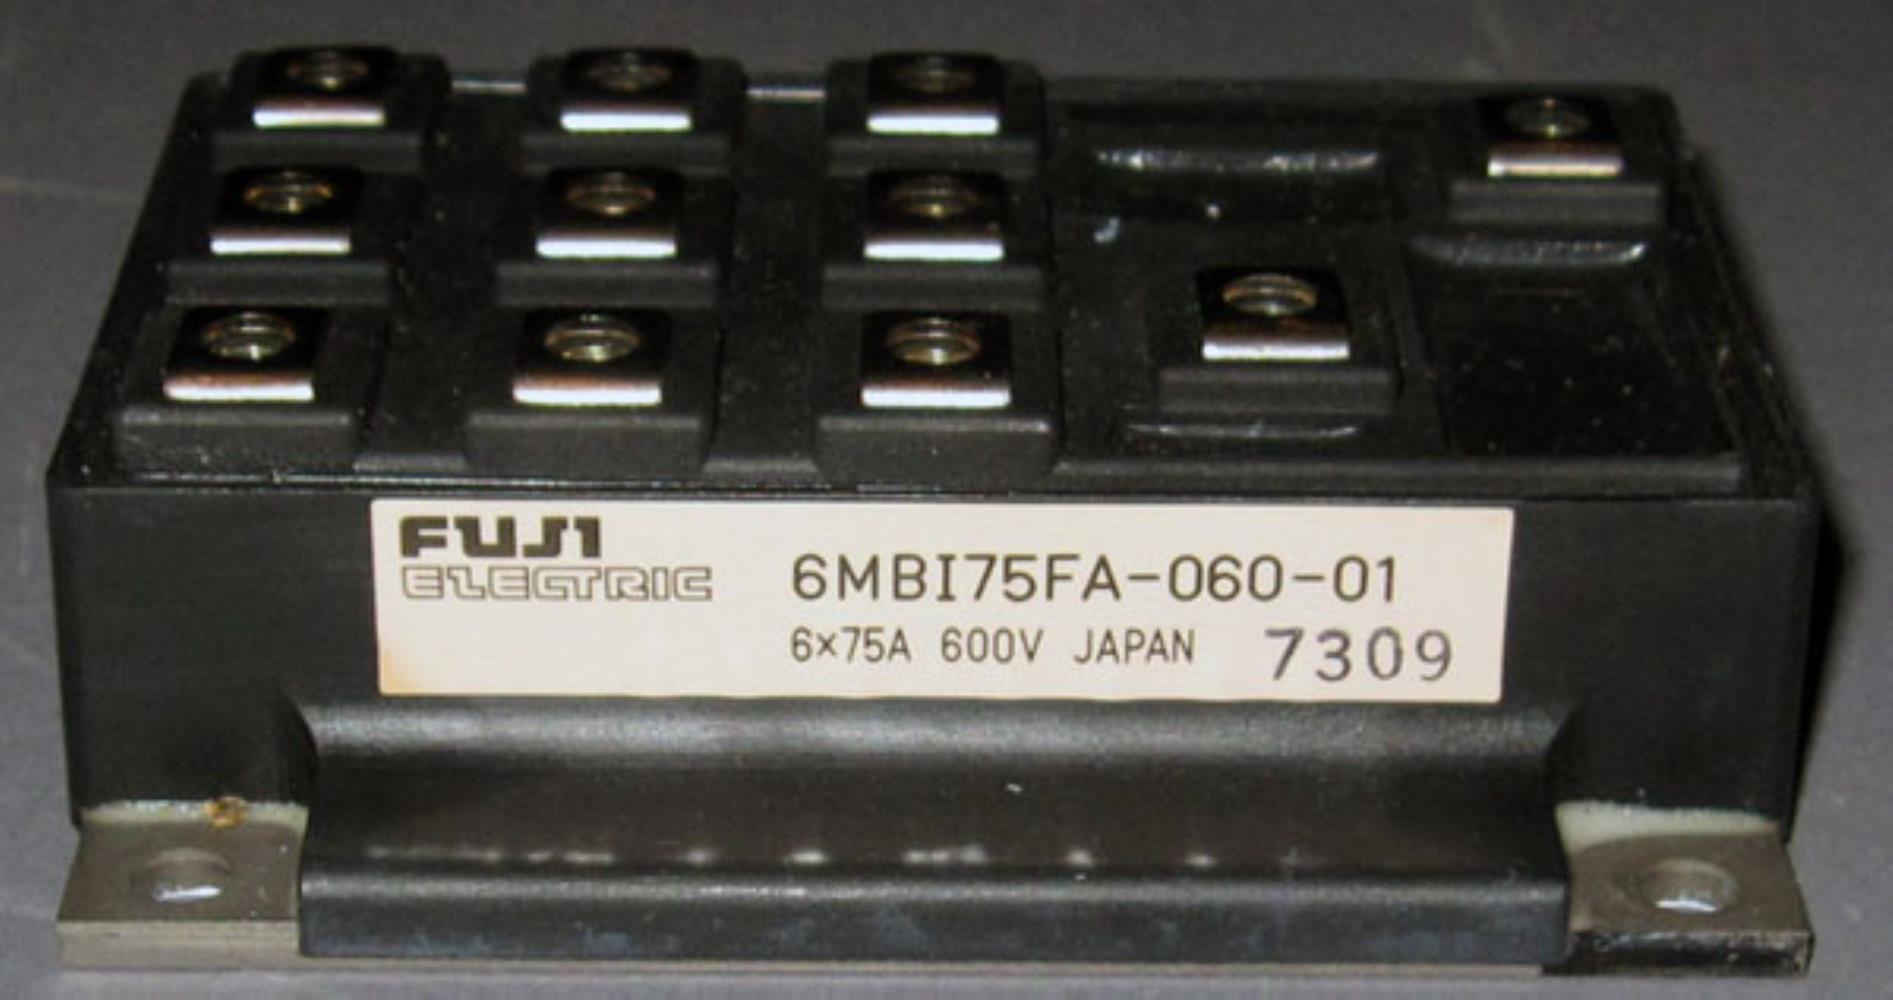 FUJI
ELECTRIC
6MBI75FA-060-01
6×75A 600V JAPAN 7309